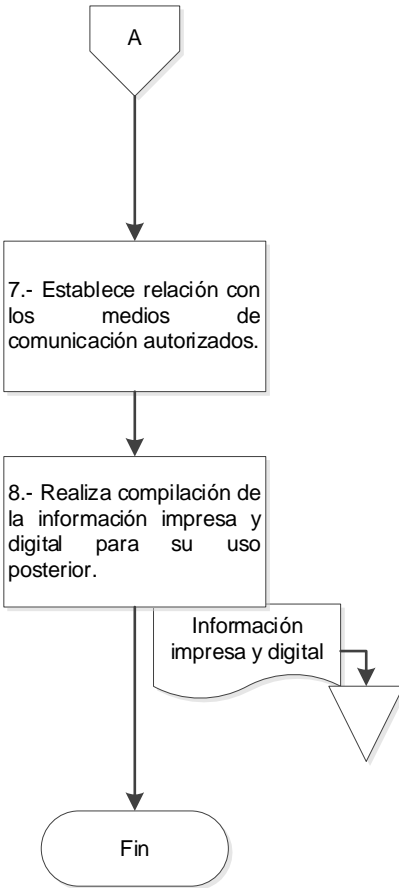 A
7.- Establece relación con
los medios de
comunicación autorizados.
8.- Realiza compilación de
la información impresa y
digital para su uso
posterior.
Información
impresa y digital
Fin